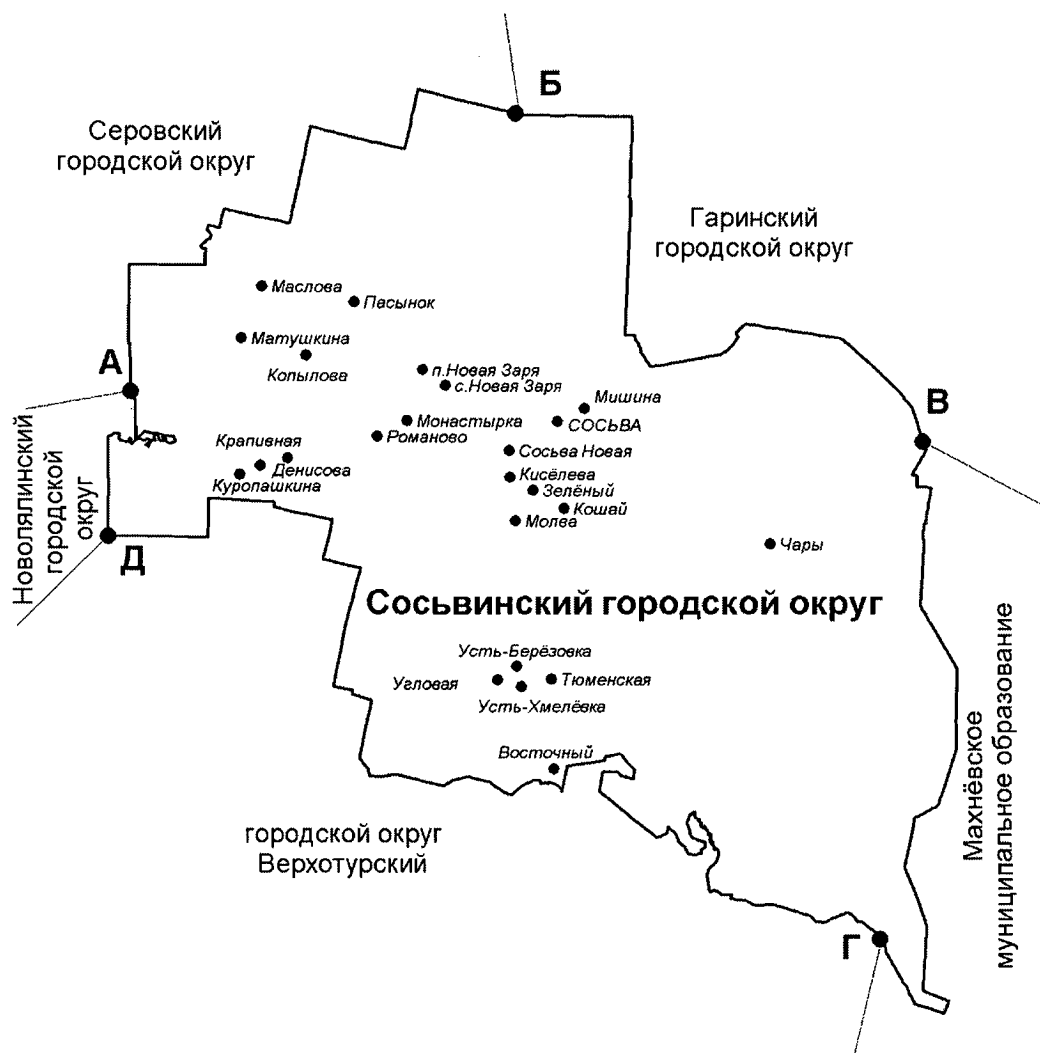 Б
Серовский
городской округ
Гаринский
городской округ
Маслова
Пасынок
Матушкина
Копылова
А
п.Новая Заря
с.Новая Заря
Мишина
В
Монастырка
СОСЬВА
Романово
Крапивная
Денисова
Куропашкина
Сосьва Новая
Кисёлева
Зелёный
Кошай
Молва
Чары
Новолялинский
городской
округ
Д
Сосьвинский городской округ
Усть-Берёзовка
Угловая
Тюменская
Усть-Хмелёвка
Восточный
Махнёвское
муниципальное образование
городской округ
Верхотурский
Г